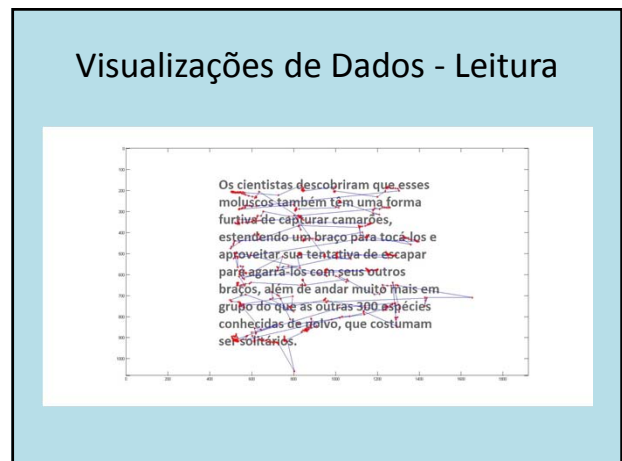 Visualizações de Dados - Leitura
Os cientistas descobriram que esses
moluscos também têm uma forma
furtiva de capturar camarões,
estendendo um braço para tocá-los e
aproveitar sua tentativa de escapar
para agarrá-los com seus outros
braços, além de andar muito mais em
grupo do que as outras 300 espécies
conhecidas de polvo, que costumam
ser solitários.